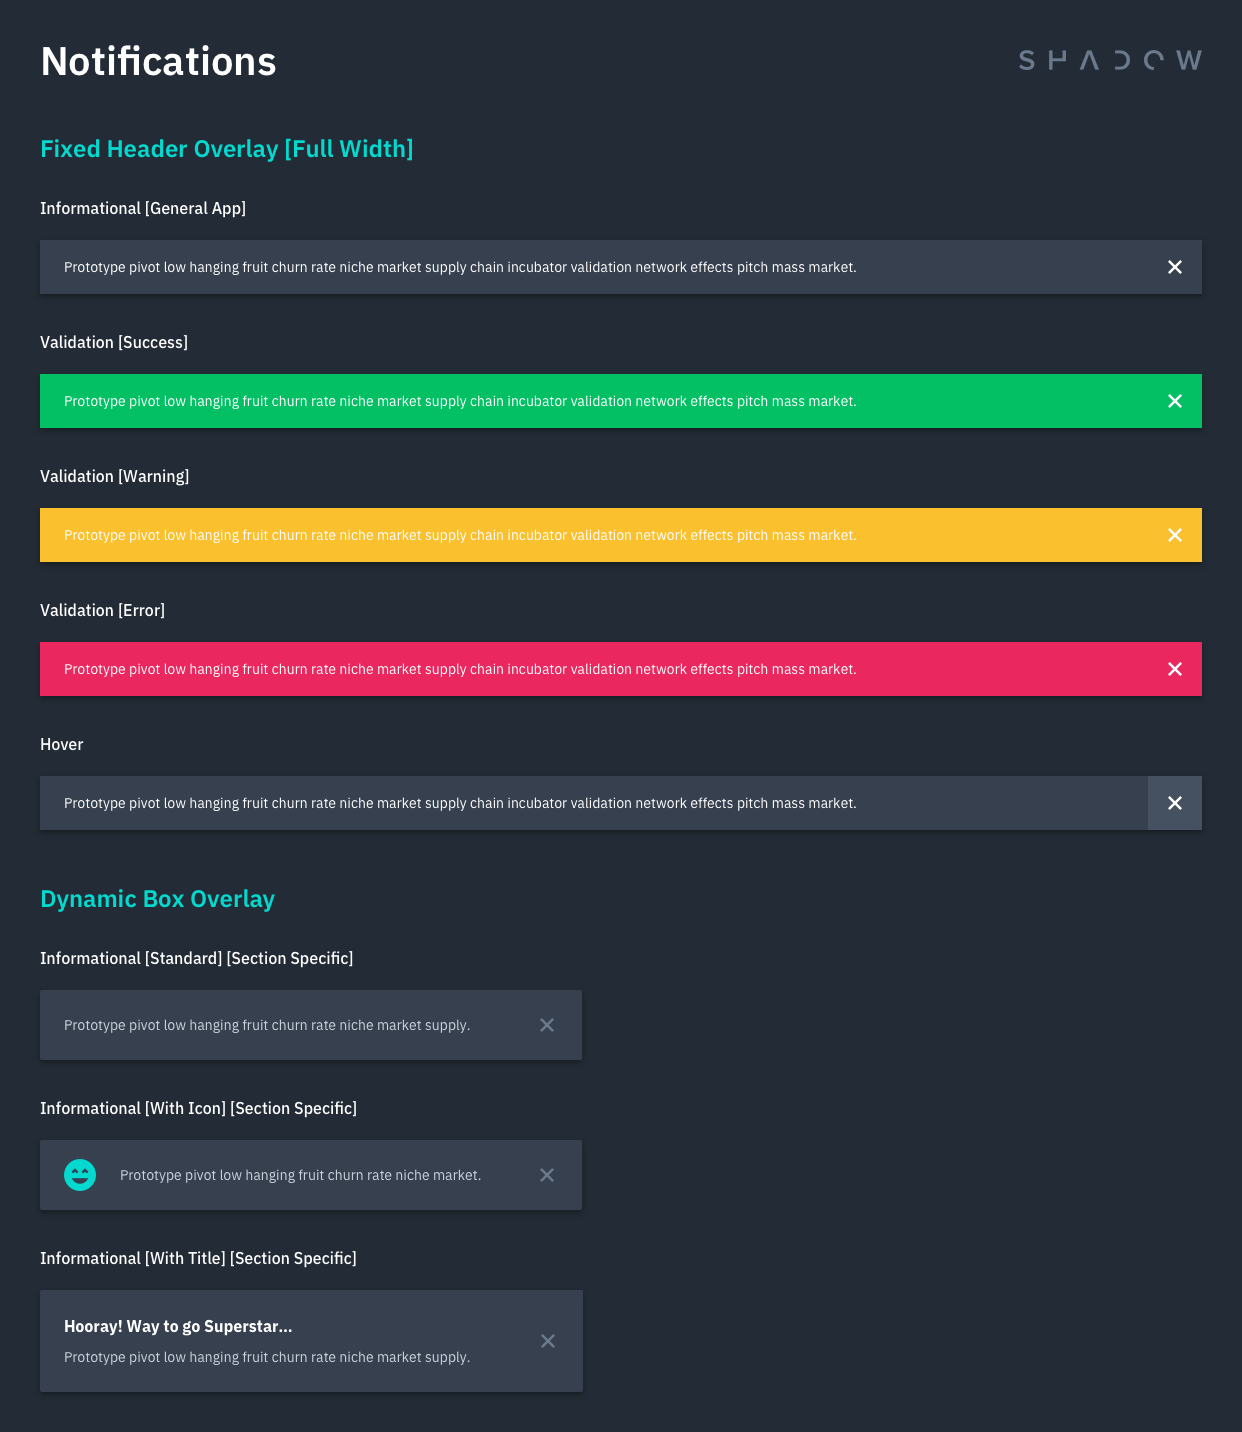 Notifications
SHADOW
Fixed Header Overlay [Full Width]
Informational [General App]
Prototype pivot low hanging fruit churn rate niche market supply chain incubator validation network effects pitch mass market.
Validation [Success]
Prototype pivot low hanging fruit churn rate niche market supply chain incubator validation network effects pitch mass market.
Validation [Warning]
Prototype pivot low hanging fruit churn rate niche market supply chain incubator validation network effects pitch mass market.
Validation [Error]
Prototype pivot low hanging fruit churn rate niche market supply chain incubator validation network effects pitch mass market.
Hover
Prototype pivot low hanging fruit churn rate niche market supply chain incubator validation network effects pitch mass market.
Dynamic Box Overlay
Informational [Standard] [Section Specific]
Prototype pivot low hanging fruit churn rate niche market supply.
Informational [With Icon] [Section Specific]
Prototype pivot low hanging fruit churn rate niche market.
Informational [With Title] [Section Specific]
Hooray! Way to go Superstar...
Prototype pivot low hanging fruit churn rate niche market supply.